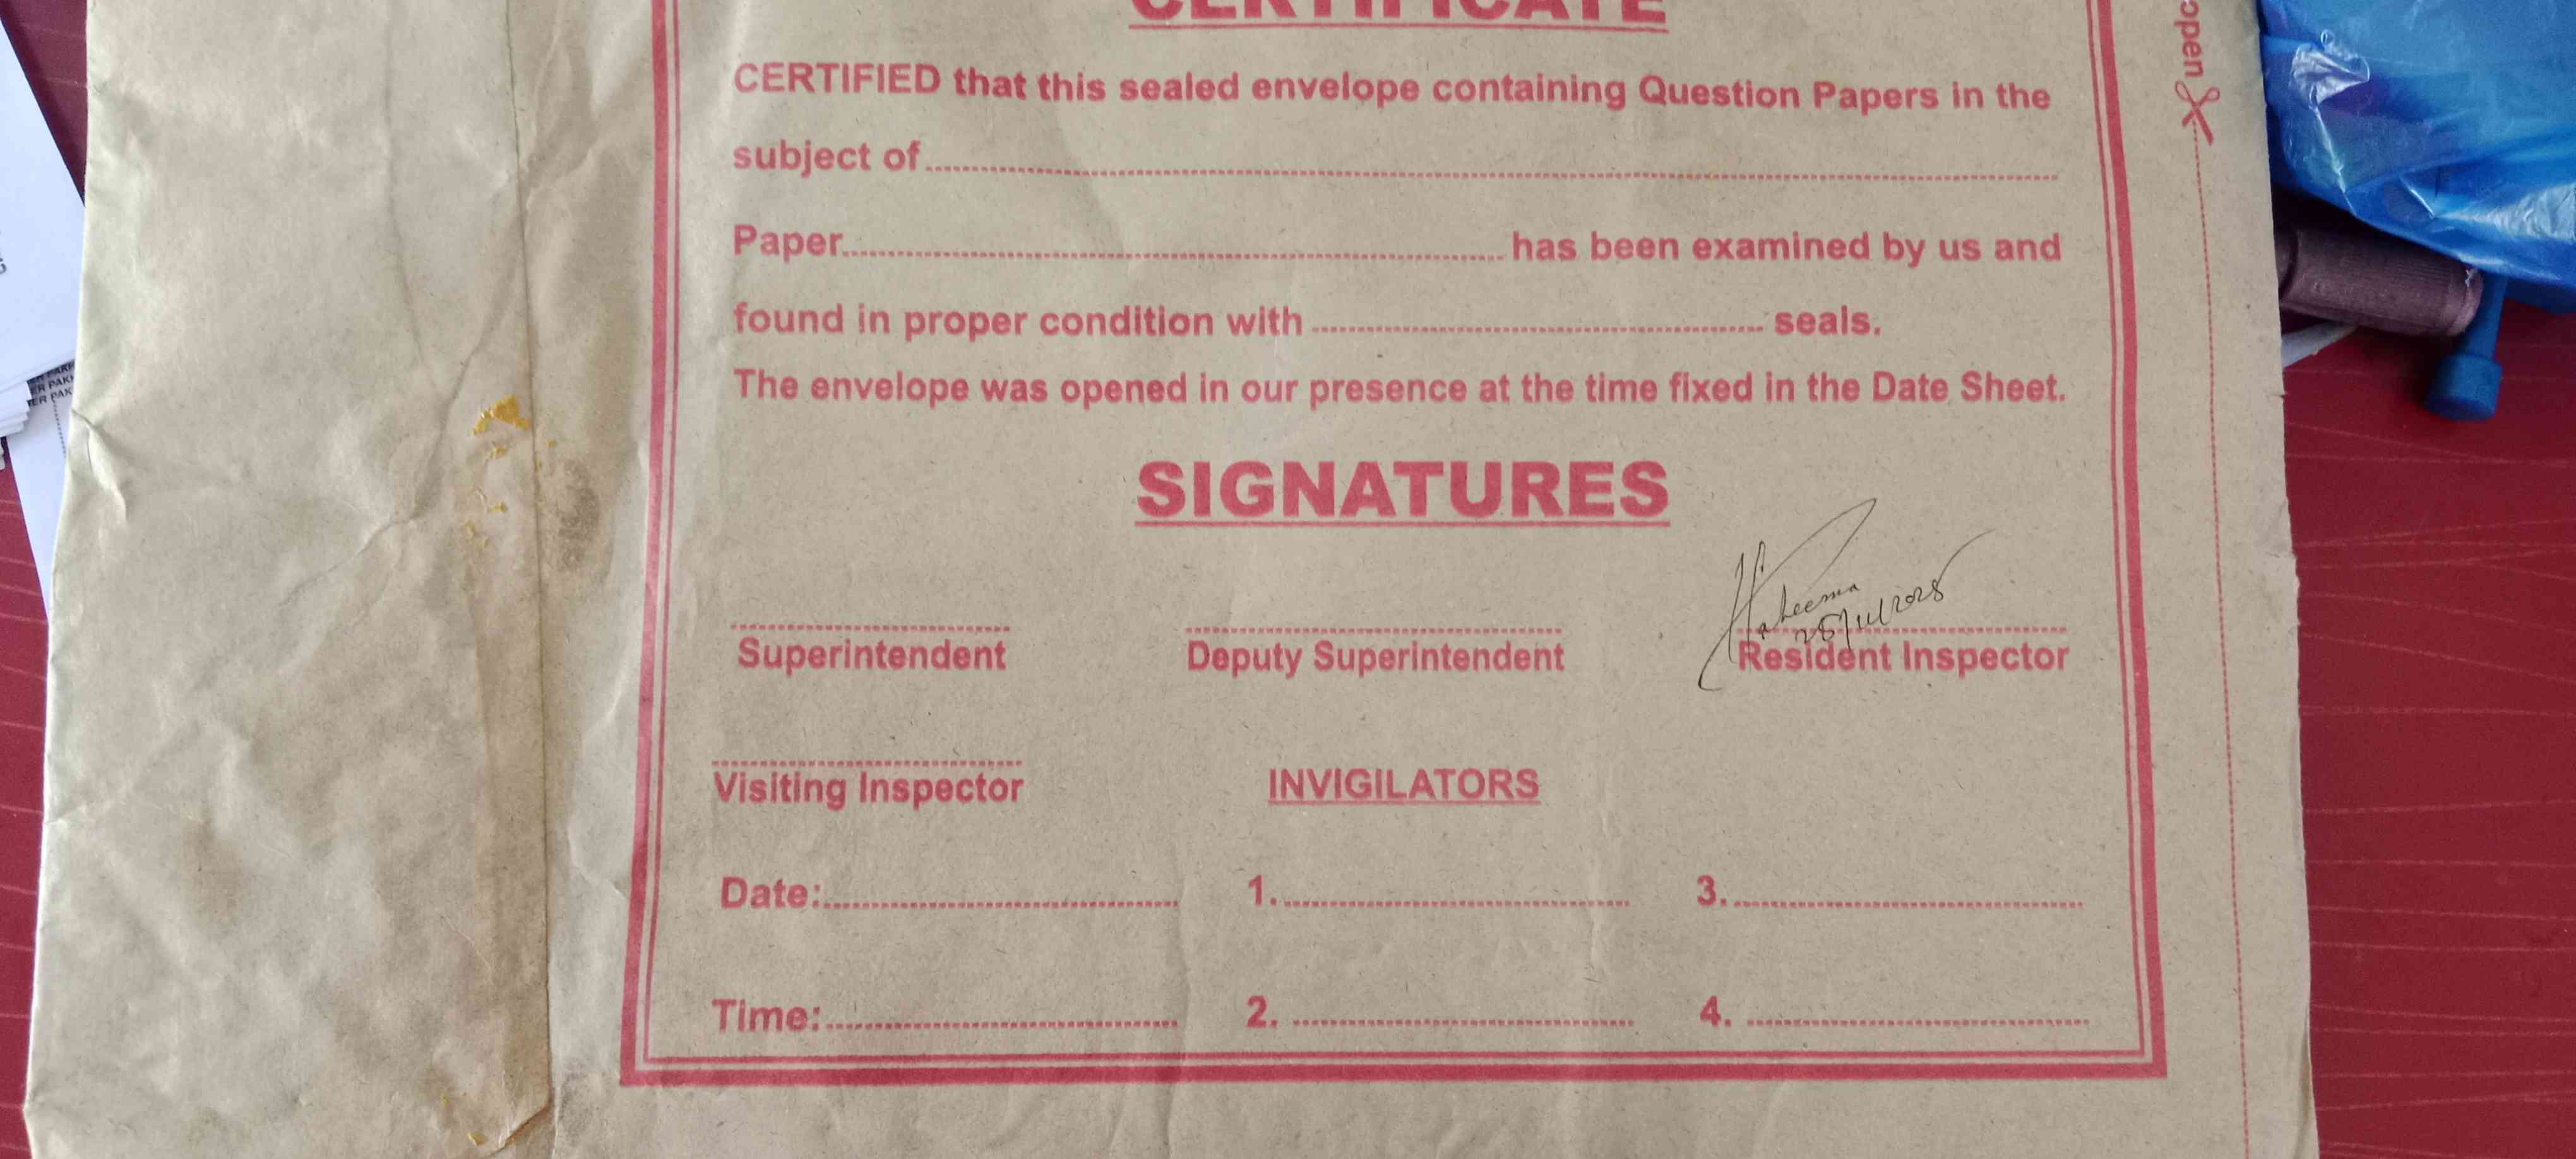 CERTIFICATE
CERTIFIED that this sealed envelope containing Question Papers in the
subject of
Paper has been examined by us and
found in proper condition with seals.
The envelope was opened in our presence at the time fixed in the Date Sheet.
SIGNATURES
Superintendent Deputy Superintendent Resident Inspector
Visiting Inspector INVIGILATORS
Date: 1. 3.
Time: 2. 4.
open